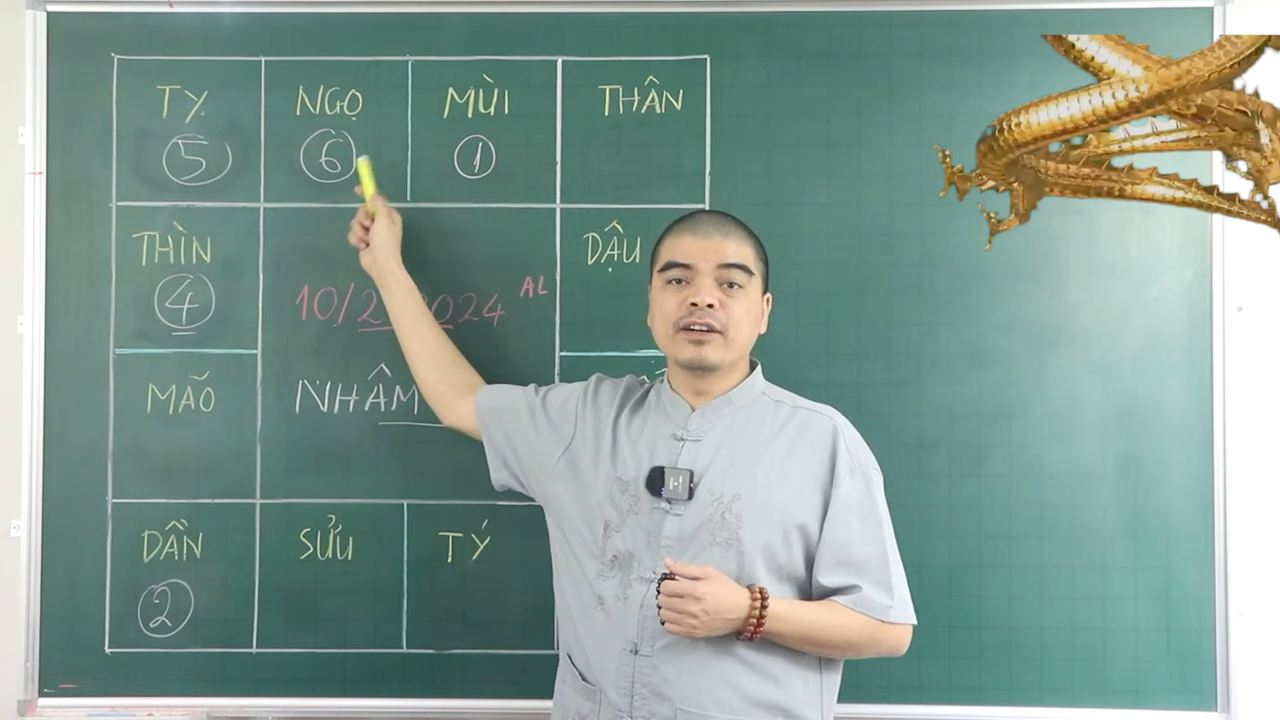 TỴ NGỌ MÙI THÂN
5 6 1
THÌN DẬU
4
10/2 024 AL
MÃO NHÂM
DẦN SỬU TÝ
2